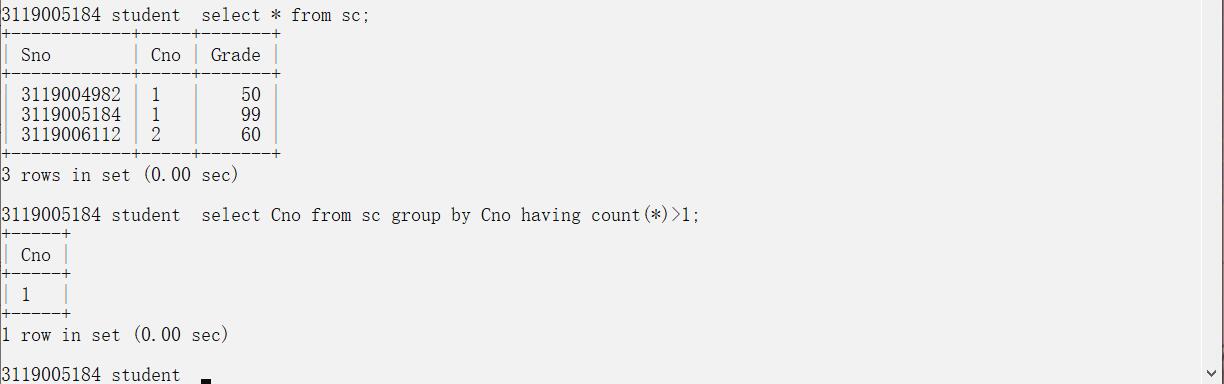 3119005184 student  select * from sc;
+------------+-----+-------+
| Sno        | Cno | Grade |
+------------+-----+-------+
| 3119004982 | 1   |    50 |
| 3119005184 | 1   |    99 |
| 3119006112 | 2   |    60 |
+------------+-----+-------+
3 rows in set (0.00 sec)
3119005184 student  select Cno from sc group by Cno having count(*)>1;
+-----+
| Cno |
+-----+
| 1   |
+-----+
1 row in set (0.00 sec)
3119005184 student